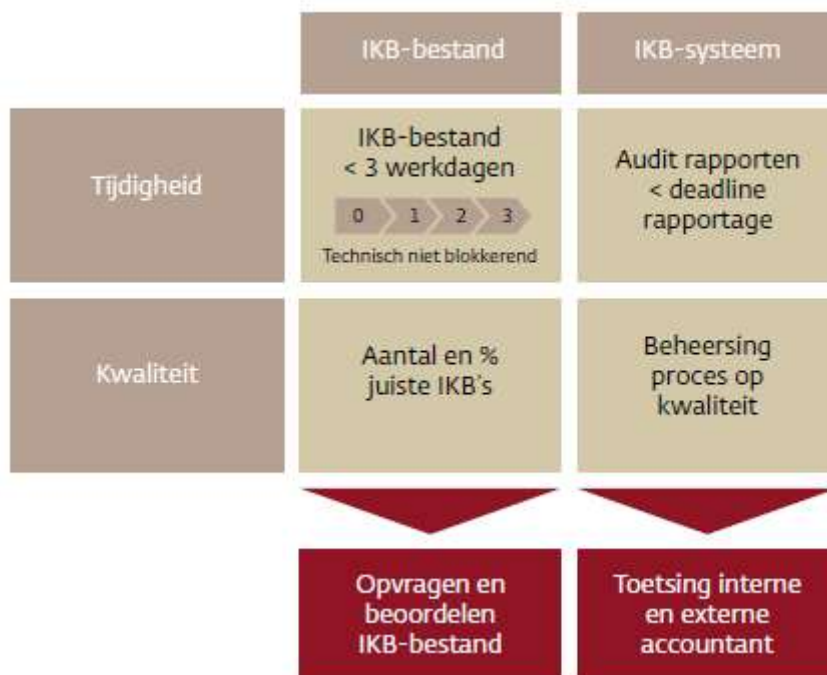 IKB-bestand
IKB-systeem
Tijdigheid
IKB-bestand
< 3 werkdagen
0 1 2 3
Technisch niet blokkerend
Audit rapporten
< deadline
rapportage
Kwaliteit
Aantal en %
juiste IKB's
Beheersing
proces op
kwaliteit
Opvragen en
beoordelen
IKB-bestand
Toetsing interne
en externe
accountant